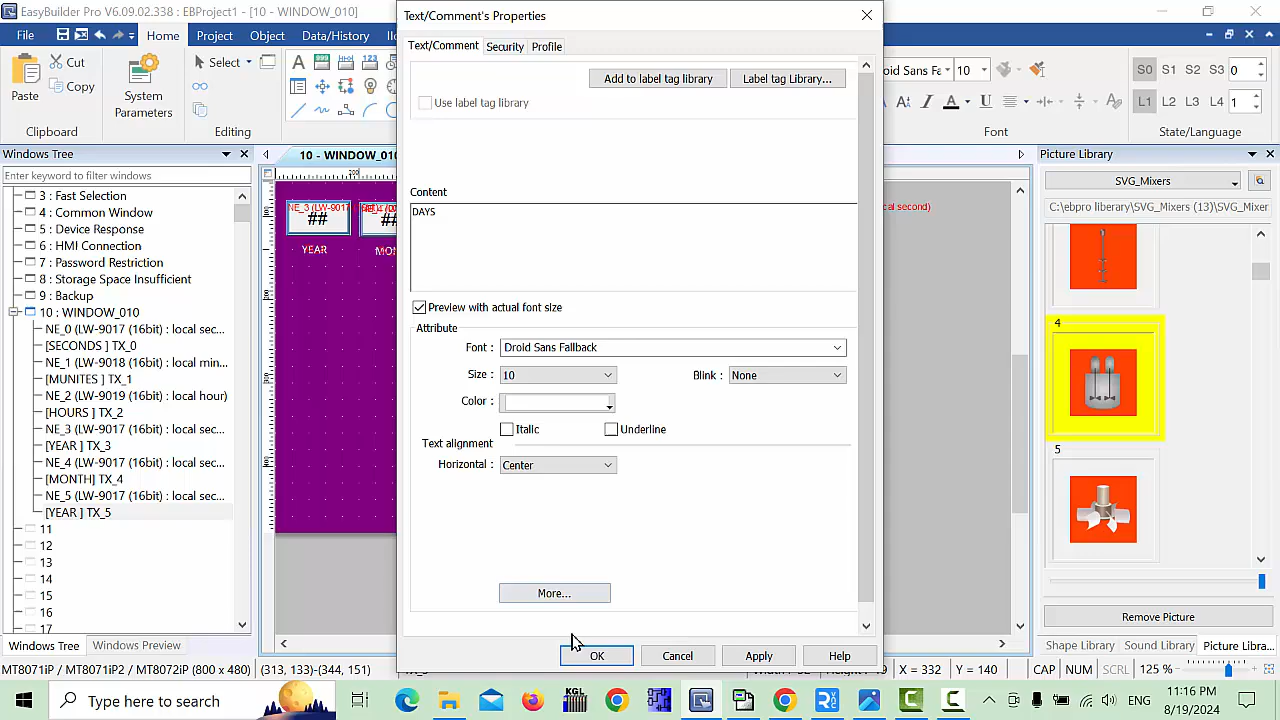 EasyBuilder Pro V6.09.02.338 : EBProject1 - [10 - WINDOW_010]
Text/Comment's Properties
File
Home
Project
Object
Data/History
Text/Comment
Security
Profile
Cut
Copy
Paste
System
Parameters
Select
Clipboard
Editing
Add to label tag library
Label tag Library...
Use label tag library
10
S0 S1 S2 S3 0
L1 L2 L3 L4 1
Font
State/Language
Windows Tree
10 - WINDOW_010
Picture Library
Enter keyword to filter windows
SVG_Mixers
C:\ebpro liberary\SVG_Mixers (13)\SVG_Mixer
3 : Fast Selection
4 : Common Window
5 : Device Response
6 : HMI Connection
7 : Password Restriction
8 : Storage Space Insufficient
9 : Backup
10 : WINDOW_010
NE_0 (LW-9017 (16bit) : local sec...
[SECONDS ] TX_0
NE_1 (LW-9018 (16bit) : local min...
[MUNITES ] TX_1
NE_2 (LW-9019 (16bit) : local hour)
[HOURS ] TX_2
NE_3 (LW-9017 (16bit) : local sec...
[YEAR ] TX_3
NE_4 (LW-9017 (16bit) : local sec...
[MONTH] TX_4
NE_5 (LW-9017 (16bit) : local sec...
[YEAR ] TX_5
11
12
13
14
15
16
17
NE_3 (LW-9017
##
YEAR
Content
DAYS
Preview with actual font size
Attribute
Font :
Droid Sans Fallback
Size :
10
Blink :
None
Color :
Italic
Underline
Text alignment
Horizontal :
Center
More...
OK
Cancel
Apply
Help
4
5
Remove Picture
Windows Tree
Windows Preview
Shape Library
Sound Library
Picture Libra...
MT8071iP / MT8071iP2 / MT8072iP (800 x 480)
(313, 133)-(344, 151)
X = 332
Y = 140
CAP
NUM
SCRL
125 %
Type here to search
ENG
11:16 PM
8/19/2024